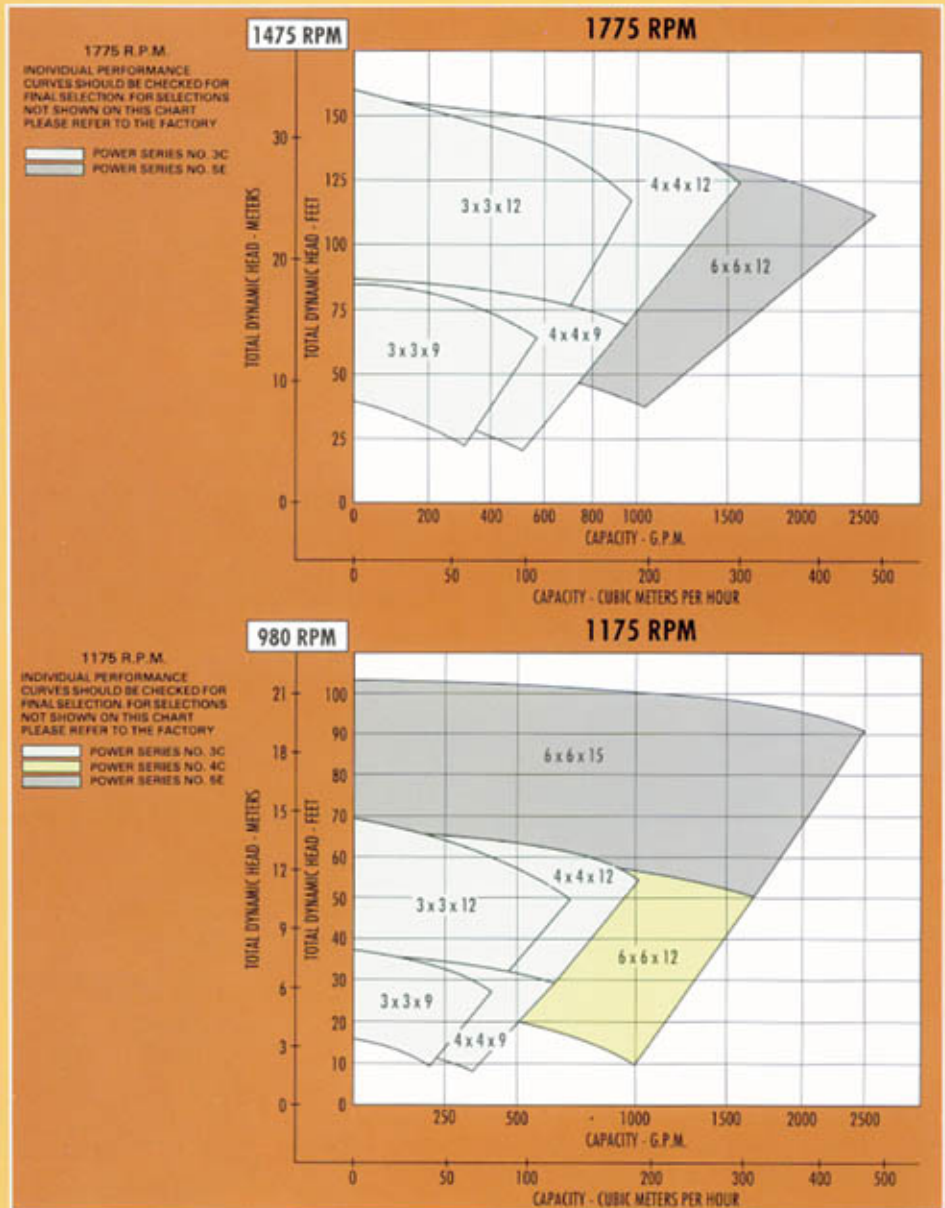 1475 RPM
1775 RPM
1775 R.P.M.
INDIVIDUAL PERFORMANCE
CURVES SHOULD BE CHECKED FOR
FINAL SELECTION. FOR SELECTIONS
NOT SHOWN ON THIS CHART
PLEASE REFER TO THE FACTORY
POWER SERIES NO. 3C
POWER SERIES NO. 5E
TOTAL DYNAMIC HEAD - METERS
30
20
10
0
TOTAL DYNAMIC HEAD - FEET
150
125
100
75
50
25
0
3 x 3 x 12
4 x 4 x 12
6 x 6 x 12
3 x 3 x 9
4 x 4 x 9
0 200 400 600 800 1000 1500 2000 2500
CAPACITY - G.P.M.
0 50 100 200 300 400 500
CAPACITY - CUBIC METERS PER HOUR
980 RPM
1175 RPM
1175 R.P.M.
INDIVIDUAL PERFORMANCE
CURVES SHOULD BE CHECKED FOR
FINAL SELECTION. FOR SELECTIONS
NOT SHOWN ON THIS CHART
PLEASE REFER TO THE FACTORY
POWER SERIES NO. 3C
POWER SERIES NO. 4C
POWER SERIES NO. 5E
TOTAL DYNAMIC HEAD - METERS
21
18
15
12
9
6
3
0
TOTAL DYNAMIC HEAD - FEET
100
90
80
70
60
50
40
30
20
10
0
6 x 6 x 15
4 x 4 x 12
3 x 3 x 12
6 x 6 x 12
3 x 3 x 9
4 x 4 x 9
250 500 1000 1500 2000 2500
CAPACITY - G.P.M.
0 50 100 200 300 400 500
CAPACITY - CUBIC METERS PER HOUR